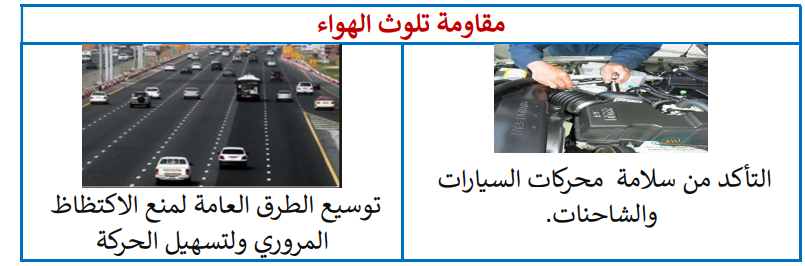 مقاومة تلوث الهواء
التأكد من سلامة محركات السيارات
والشاحنات.
توسيع الطرق العامة لمنع الاكتظاظ
المروري ولتسهيل الحركة